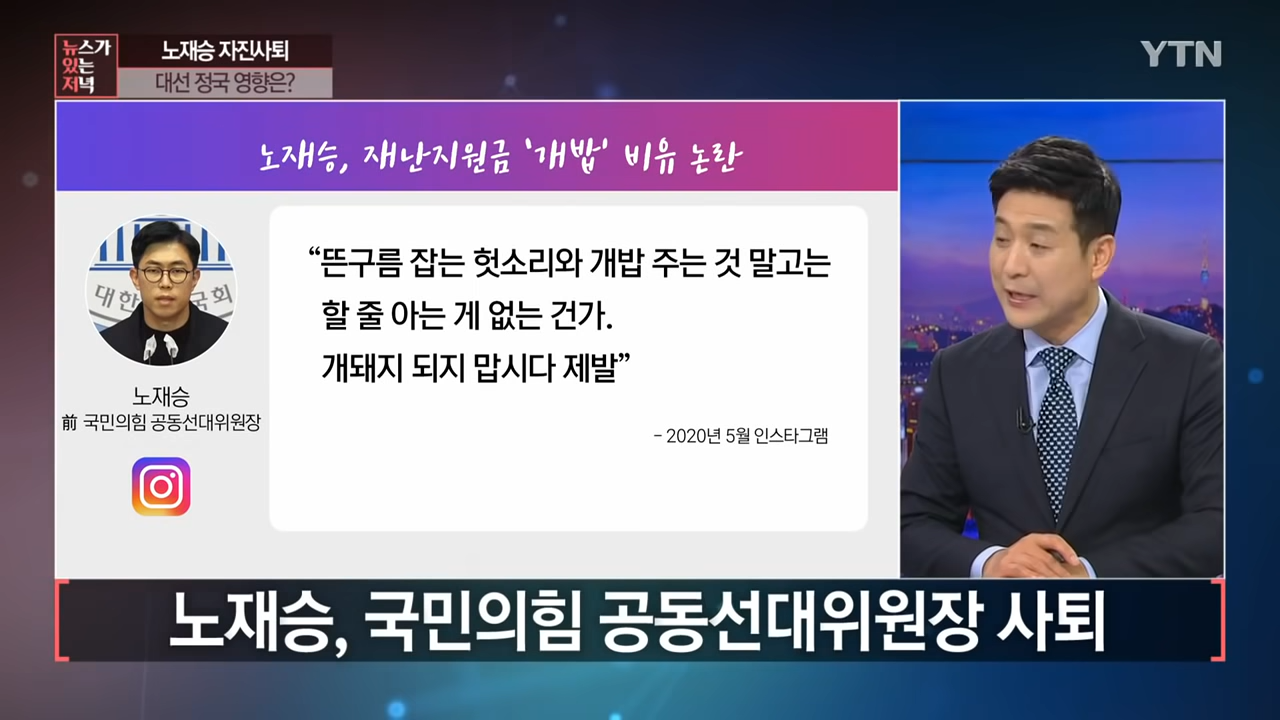 뉴스가
있는
저녁
노재승 자진사퇴
대선 정국 영향은?
YTN
노재승, 재난지원금 '개밥' 비유 논란
“뜬구름 잡는 헛소리와 개밥 주는 것 말고는
할 줄 아는 게 없는 건가.
개돼지 되지 맙시다 제발”
- 2020년 5월 인스타그램
대한
국회
노재승
前 국민의힘 공동선대위원장
노재승, 국민의힘 공동선대위원장 사퇴